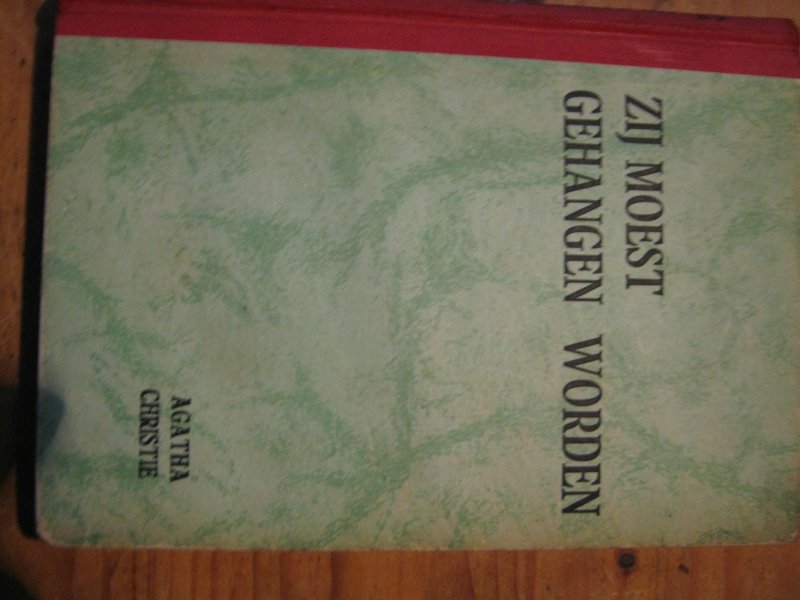 ZIJ MOEST
GEHANGEN WORDEN
AGATHA
CHRISTIE